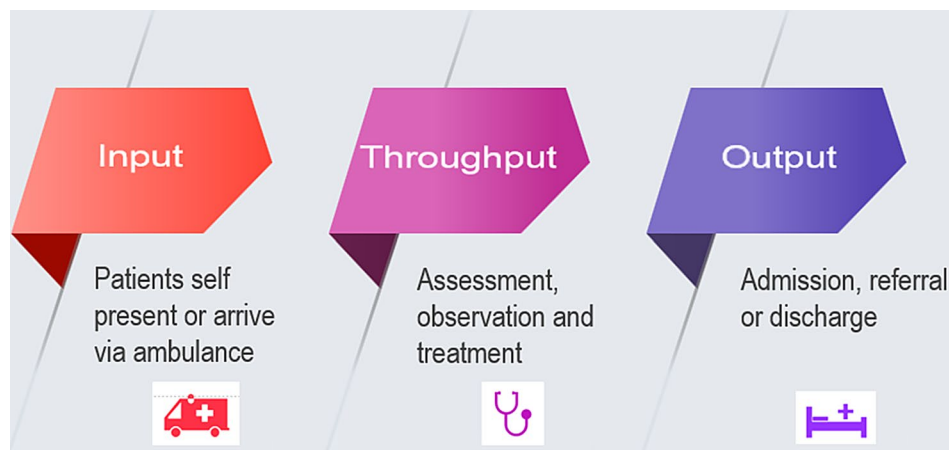 Input
Patients self
present or arrive
via ambulance
Throughput
Assessment,
observation and
treatment
Output
Admission, referral
or discharge